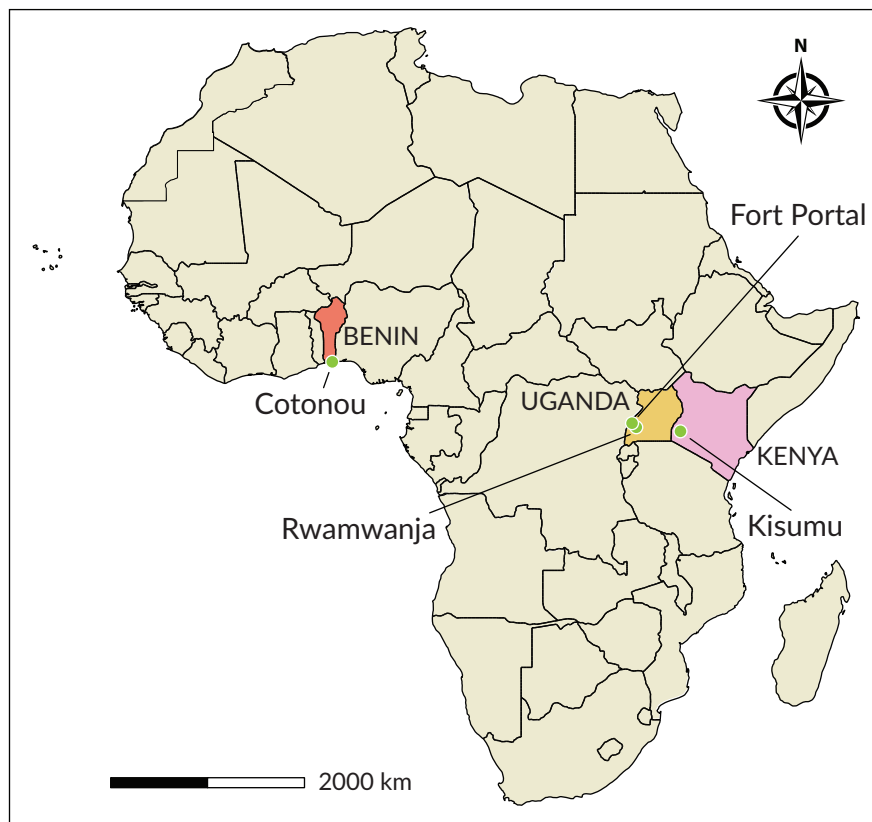 N
Fort Portal
BENIN
Cotonou
UGANDA
KENYA
Rwamwanja
Kisumu
2000 km